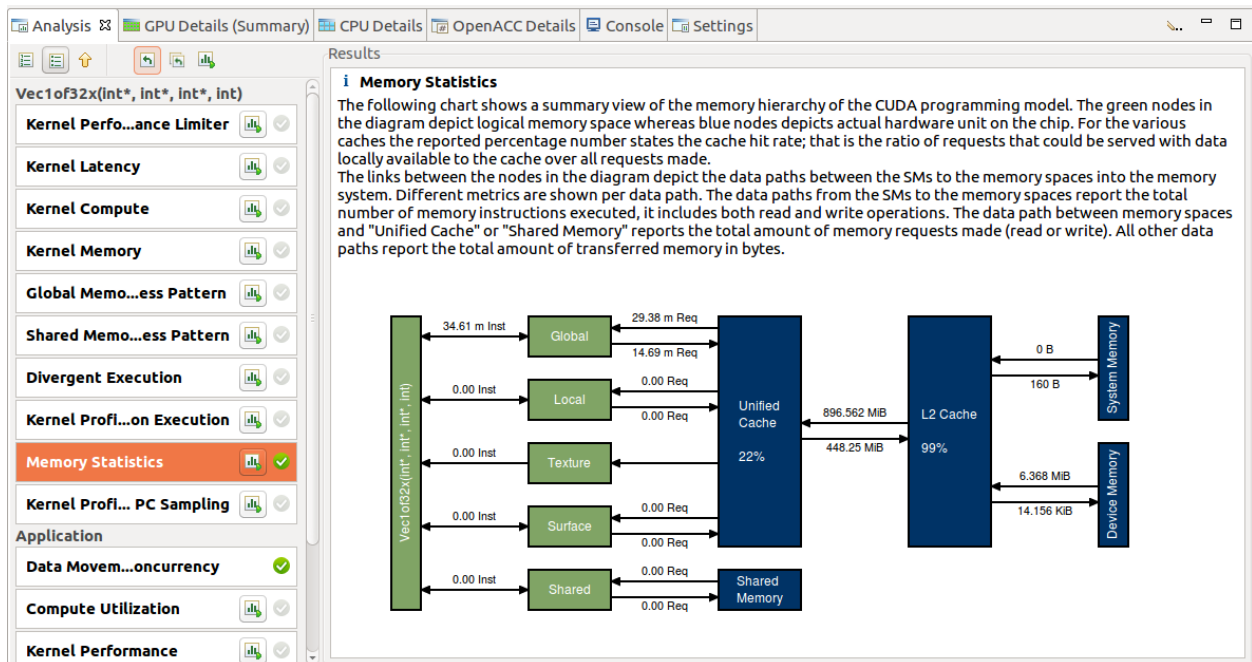 Analysis
GPU Details (Summary)
CPU Details
OpenACC Details
Console
Settings
Vec1of32x(int*, int*, int*, int)
Kernel Perfo...ance Limiter
Kernel Latency
Kernel Compute
Kernel Memory
Global Memo...ess Pattern
Shared Memo...ess Pattern
Divergent Execution
Kernel Profi...on Execution
Memory Statistics
Kernel Profi... PC Sampling
Application
Data Movem...oncurrency
Compute Utilization
Kernel Performance
Results
i Memory Statistics
The following chart shows a summary view of the memory hierarchy of the CUDA programming model. The green nodes in
the diagram depict logical memory space whereas blue nodes depicts actual hardware unit on the chip. For the various
caches the reported percentage number states the cache hit rate; that is the ratio of requests that could be served with data
locally available to the cache over all requests made.
The links between the nodes in the diagram depict the data paths between the SMs to the memory spaces into the memory
system. Different metrics are shown per data path. The data paths from the SMs to the memory spaces report the total
number of memory instructions executed, it includes both read and write operations. The data path between memory spaces
and "Unified Cache" or "Shared Memory" reports the total amount of memory requests made (read or write). All other data
paths report the total amount of transferred memory in bytes.
Vec1of32x(int*, int*, int*, int)
34.61 m Inst
Global
29.38 m Req
14.69 m Req
0.00 Inst
Local
0.00 Req
0.00 Req
0.00 Inst
Texture
0.00 Inst
Surface
0.00 Req
0.00 Req
0.00 Inst
Shared
0.00 Req
0.00 Req
Unified
Cache
22%
Shared
Memory
896.562 MiB
448.25 MiB
L2 Cache
99%
0 B
160 B
System Memory
6.368 MiB
14.156 KiB
Device Memory